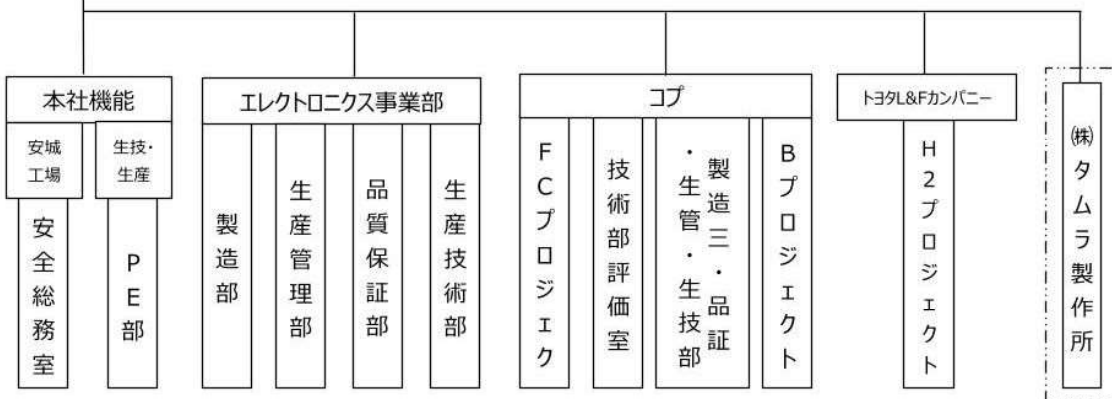 本社機能
安城
工場
安全総務室
生技・
生産
PE部
エレクトロニクス事業部
製造部
生産管理部
品質保証部
生産技術部
コプ
FCプロジェク
技術部評価室
製造三・品証
・生管・生技部
Bプロジェクト
トヨタL&Fカンパニー
H2プロジェクト
㈱タムラ製作所